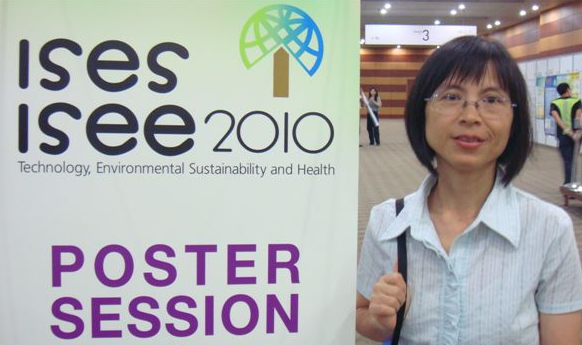 ISES
ISEE 2010
Technology, Environmental Sustainability and Health
POSTER
SESSION
3